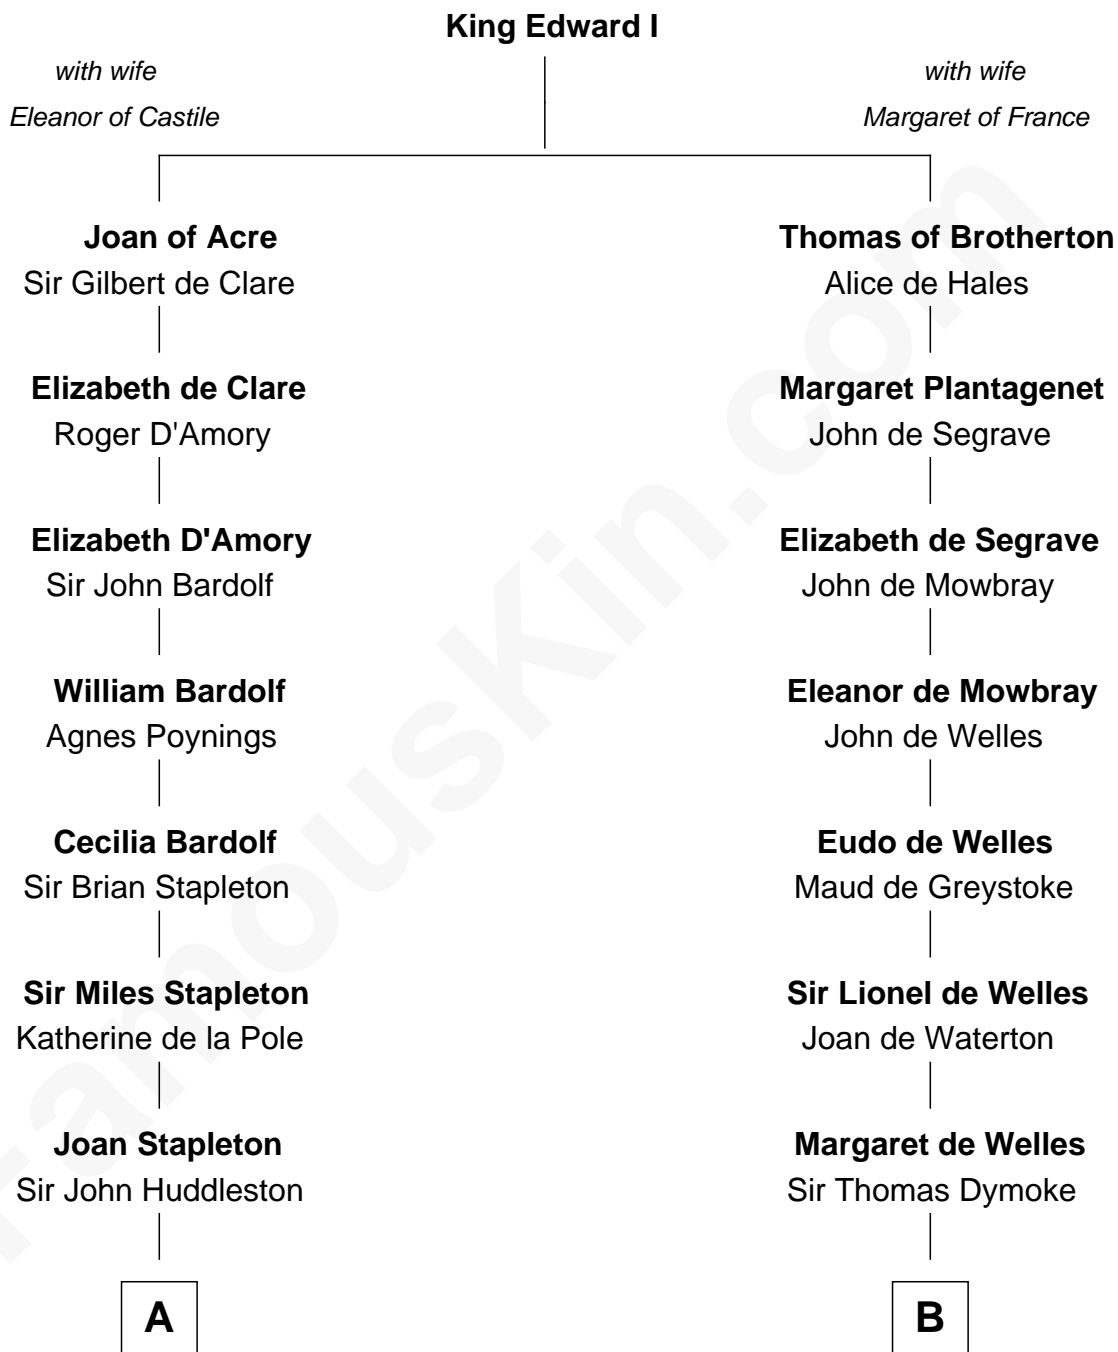 King Edward I
with wife
Eleanor of Castile
with wife
Margaret of France
Joan of Acre
Sir Gilbert de Clare
Thomas of Brotherton
Alice de Hales
Elizabeth de Clare
Roger D'Amory
Margaret Plantagenet
John de Segrave
Elizabeth D'Amory
Sir John Bardolf
Elizabeth de Segrave
John de Mowbray
William Bardolf
Agnes Poynings
Eleanor de Mowbray
John de Welles
Cecilia Bardolf
Sir Brian Stapleton
Eudo de Welles
Maud de Greystoke
Sir Miles Stapleton
Katherine de la Pole
Sir Lionel de Welles
Joan de Waterton
Joan Stapleton
Sir John Huddleston
Margaret de Welles
Sir Thomas Dymoke
A
B
FamousKin.com